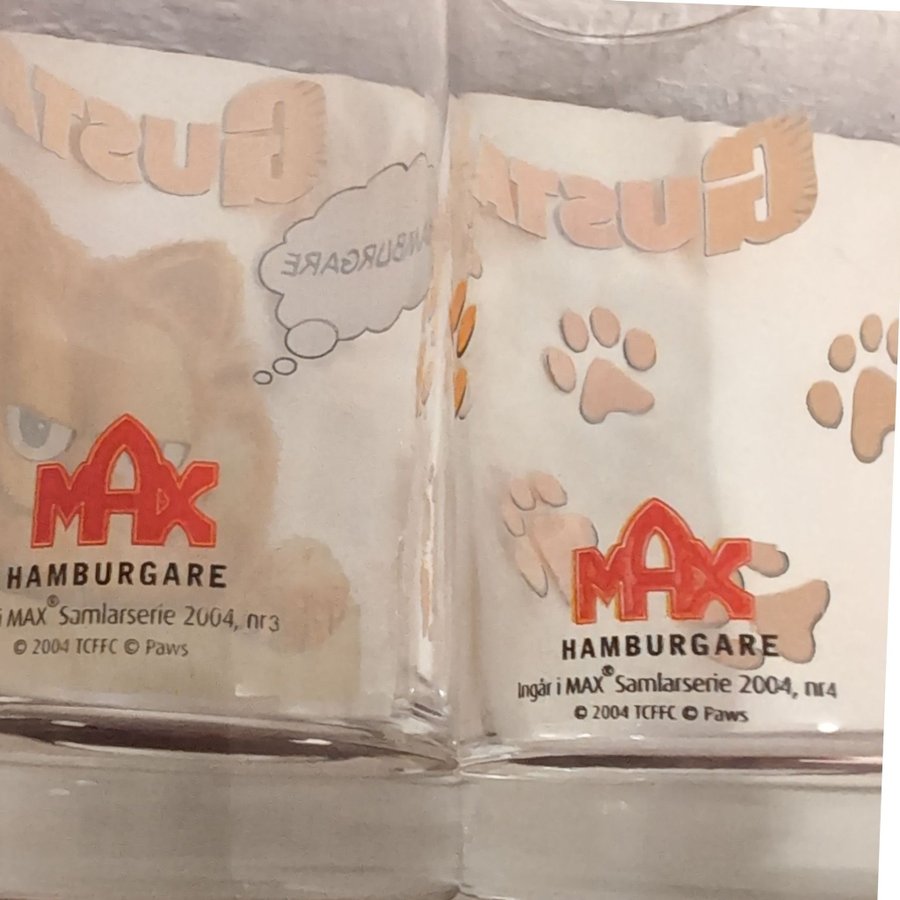 GUSTA
HAMBURGARE
MAX
HAMBURGARE
i MAX® Samlarserie 2004, nr3
© 2004 TCFFC © Paws
GUSTA
MAX
HAMBURGARE
Ingår i MAX® Samlarserie 2004, nr4
© 2004 TCFFC © Paws